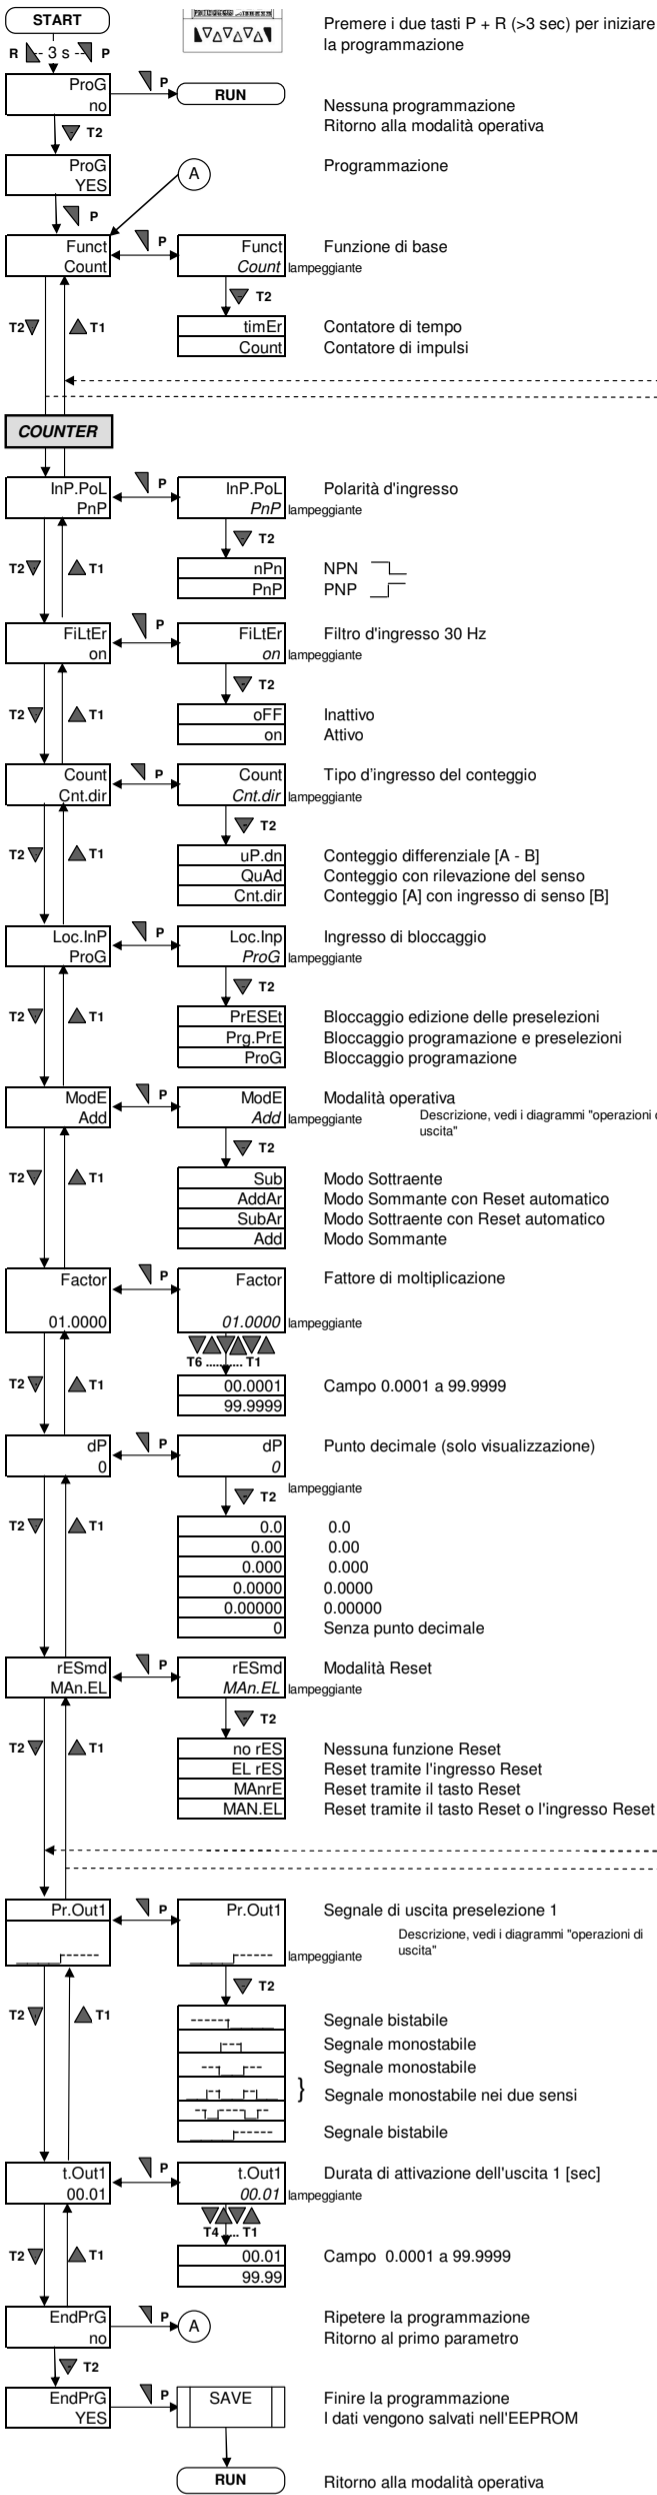 START
Premere i due tasti P + R (>3 sec) per iniziare
la programmazione
R -- 3 s -- P
ProG
no
P
RUN
Nessuna programmazione
Ritorno alla modalità operativa
T2
ProG
YES
A
Programmazione
P
Funct
Count
P
Funct
Count
lampeggiante
Funzione di base
T2
timEr
Count
Contatore di tempo
Contatore di impulsi
T2
T1
COUNTER
InP.PoL
PnP
P
InP.PoL
PnP
lampeggiante
Polarità d'ingresso
T2
T2
T1
nPn
PnP
NPN
PNP
FiLtEr
on
P
FiLtEr
on
lampeggiante
Filtro d'ingresso 30 Hz
T2
T2
T1
oFF
on
Inattivo
Attivo
Count
Cnt.dir
P
Count
Cnt.dir
lampeggiante
Tipo d'ingresso del conteggio
T2
T2
T1
uP.dn
QuAd
Cnt.dir
Conteggio differenziale [A - B]
Conteggio con rilevazione del senso
Conteggio [A] con ingresso di senso [B]
Loc.InP
ProG
P
Loc.Inp
ProG
lampeggiante
Ingresso di bloccaggio
T2
T2
T1
PrESEt
Prg.PrE
ProG
Bloccaggio edizione delle preselezioni
Bloccaggio programazione e preselezioni
Bloccaggio programazione
ModE
Add
P
ModE
Add
lampeggiante
Modalità operativa
Descrizione, vedi i diagrammi "operazioni d
uscita"
T2
T2
T1
Sub
AddAr
SubAr
Add
Modo Sottraente
Modo Sommante con Reset automatico
Modo Sottraente con Reset automatico
Modo Sommante
Factor
01.0000
P
Factor
01.0000
lampeggiante
Fattore di moltiplicazione
T6 .......... T1
T2
T1
00.0001
99.9999
Campo 0.0001 a 99.9999
dP
0
P
dP
0
lampeggiante
Punto decimale (solo visualizzazione)
T2
T2
T1
0.0
0.00
0.000
0.0000
0.00000
0
0.0
0.00
0.000
0.0000
0.00000
Senza punto decimale
rESmd
MAn.EL
P
rESmd
MAn.EL
lampeggiante
Modalità Reset
T2
T2
T1
no rES
EL rES
MAnrE
MAN.EL
Nessuna funzione Reset
Reset tramite l'ingresso Reset
Reset tramite il tasto Reset
Reset tramite il tasto Reset o l'ingresso Reset
Pr.Out1
P
Pr.Out1
lampeggiante
Segnale di uscita preselezione 1
Descrizione, vedi i diagrammi "operazioni di
uscita"
T2
T2
T1
Segnale bistabile
Segnale monostabile
Segnale monostabile
} Segnale monostabile nei due sensi
Segnale bistabile
t.Out1
00.01
P
t.Out1
00.01
lampeggiante
Durata di attivazione dell'uscita 1 [sec]
T4 .... T1
T2
T1
00.01
99.99
Campo 0.0001 a 99.9999
EndPrG
no
P
A
Ripetere la programmazione
Ritorno al primo parametro
T2
EndPrG
YES
P
SAVE
Finire la programmazione
I dati vengono salvati nell'EEPROM
RUN
Ritorno alla modalità operativa